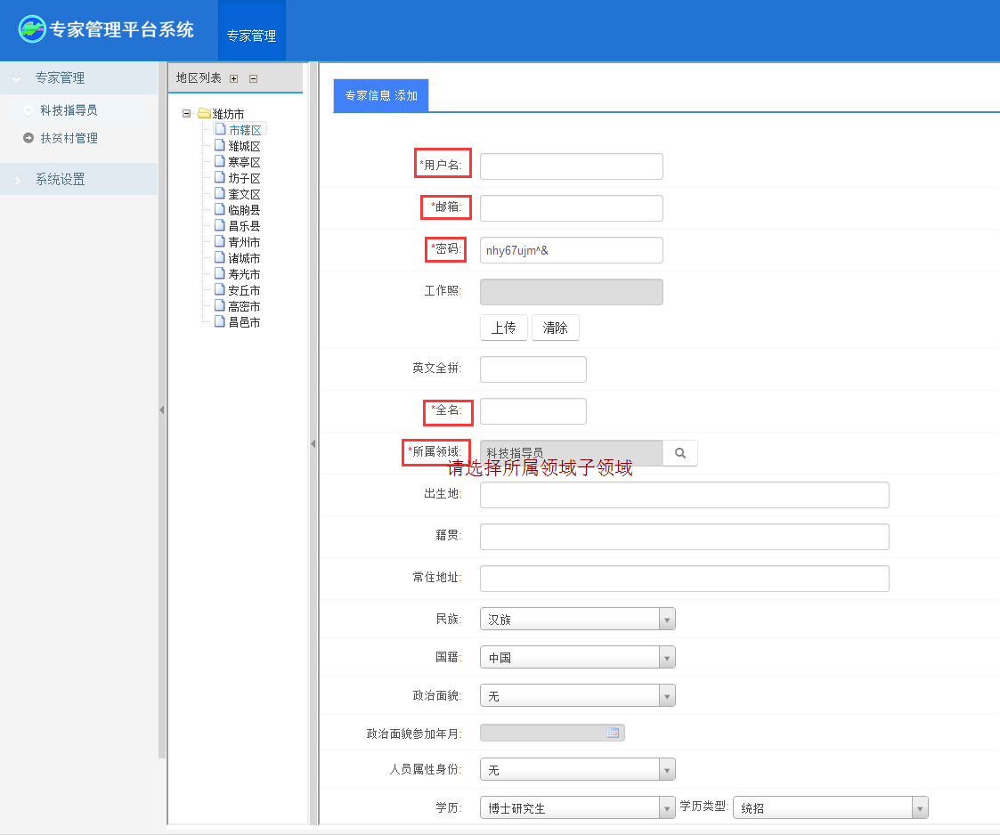 专家管理平台系统
专家管理
专家管理
科技指导员
扶贫村管理
系统设置
地区列表
潍坊市
市辖区
潍城区
寒亭区
坊子区
奎文区
临朐县
昌乐县
青州市
诸城市
寿光市
安丘市
高密市
昌邑市
专家信息 添加
*用户名:
*邮箱:
*密码: nhy67ujm^&
工作照:
上传 清除
英文全拼:
*全名:
*所属领域: 科技指导员
请选择所属领域子领域
出生地:
籍贯:
常住地址:
民族: 汉族
国籍: 中国
政治面貌: 无
政治面貌参加年月:
人员属性身份: 无
学历: 博士研究生 学历类型: 统招